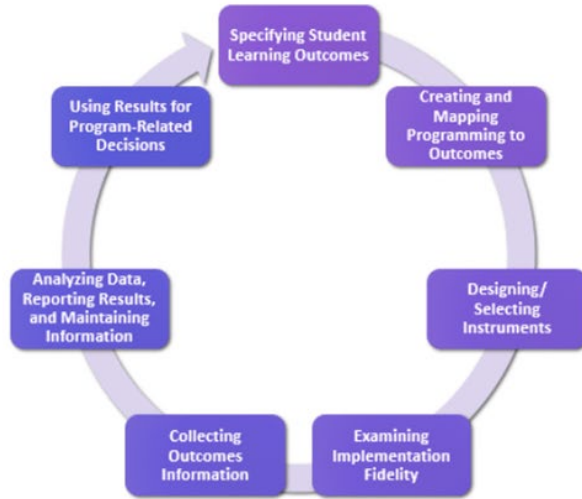 Specifying Student
Learning Outcomes
Creating and
Mapping
Programming to
Outcomes
Designing/
Selecting
Instruments
Examining
Implementation
Fidelity
Collecting
Outcomes
Information
Analyzing Data,
Reporting Results,
and Maintaining
Information
Using Results for
Program-Related
Decisions